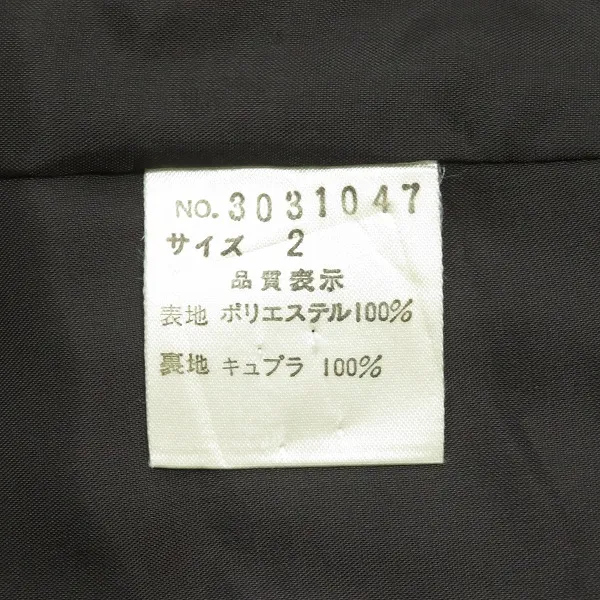 NO. 3031047
サイズ 2
品質表示
表地 ポリエステル100%
裏地 キュプラ 100%